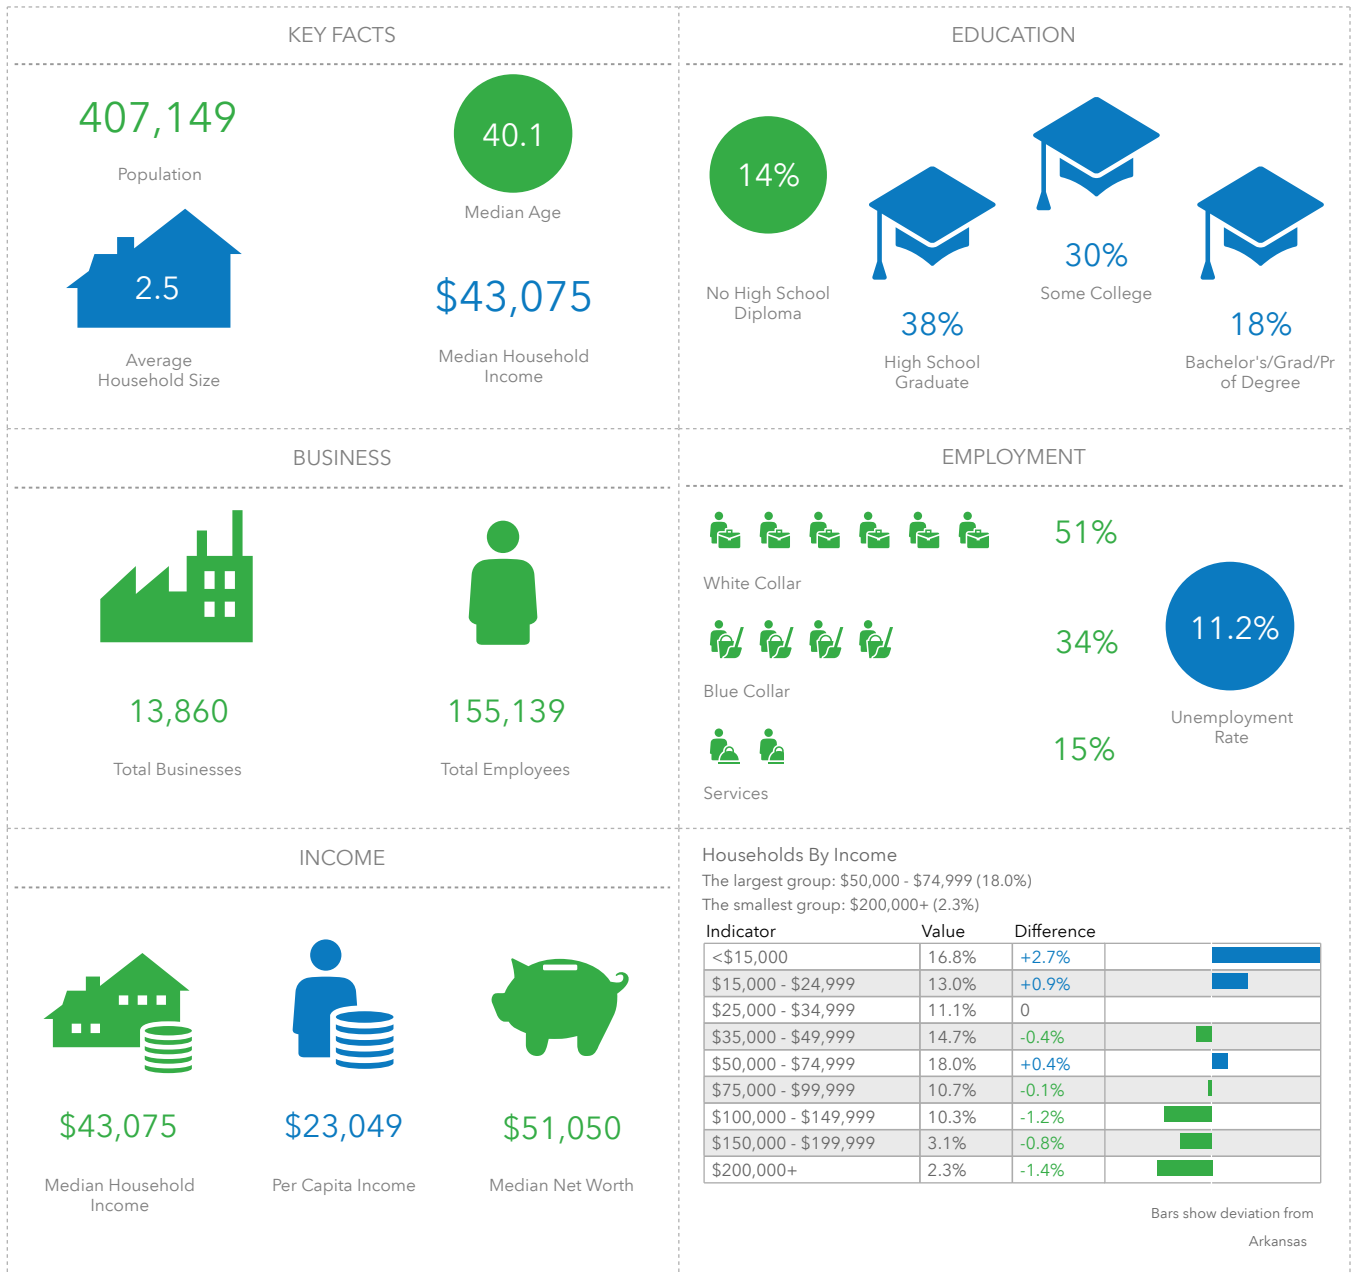 KEY FACTS
407,149
Population
40.1
Median Age
2.5
Average
Household Size
$43,075
Median Household
Income
EDUCATION
14%
No High School
Diploma
38%
High School
Graduate
30%
Some College
18%
Bachelor's/Grad/Pr
of Degree
BUSINESS
13,860
Total Businesses
155,139
Total Employees
EMPLOYMENT
51%
White Collar
34%
Blue Collar
15%
Services
11.2%
Unemployment
Rate
INCOME
$43,075
Median Household
Income
$23,049
Per Capita Income
$51,050
Median Net Worth
Households By Income
The largest group: $50,000 - $74,999 (18.0%)
The smallest group: $200,000+ (2.3%)
Indicator Value Difference
<$15,000 16.8% +2.7%
$15,000 - $24,999 13.0% +0.9%
$25,000 - $34,999 11.1% 0
$35,000 - $49,999 14.7% -0.4%
$50,000 - $74,999 18.0% +0.4%
$75,000 - $99,999 10.7% -0.1%
$100,000 - $149,999 10.3% -1.2%
$150,000 - $199,999 3.1% -0.8%
$200,000+ 2.3% -1.4%
Bars show deviation from
Arkansas